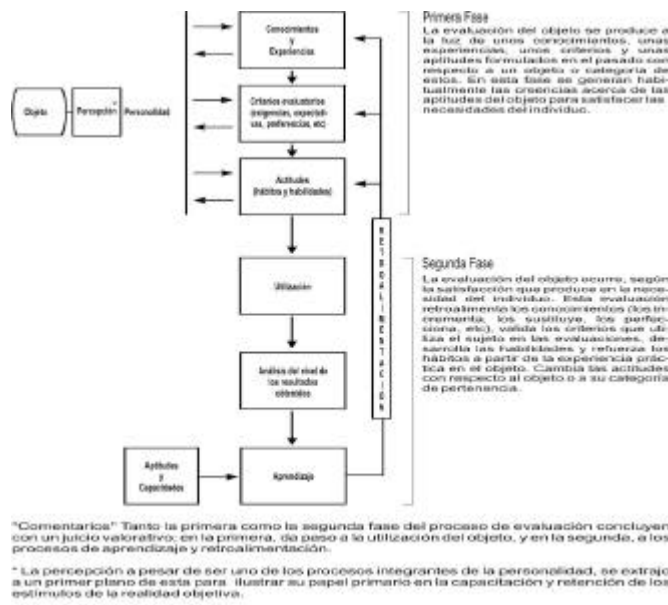 Conocimientos
y
Experiencias
Criterios evaluatorios
(exigencias, expectati-
vas, preferencias, etc)
Actitudes
(hábitos y habilidades)
Objeto
Percepción
*
Personalidad
Utilización
Análisis del nivel de
los resultados
obtenidos
Aptitudes
y
Capacidades
Aprendizaje
RETROALIMENTACIÓN
Primera Fase
La evaluación del objeto se produce a
la luz de unos conocimientos, unas
experiencias, unos criterios y unas
aptitudes formulados en el pasado con
respecto a un objeto o categoría de
estos. En esta fase se generan habi-
tualmente las creencias acerca de las
aptitudes del objeto para satisfacer las
necesidades del individuo.
Segunda Fase
La evaluación del objeto ocurre, según
la satisfacción que produce en la nece-
sidad del individuo. Esta evaluación
retroalimenta los conocimientos (los in-
crementa, los sustituye, los perfec-
ciona, etc), valida los criterios que uti-
liza el sujeto en las evaluaciones, de-
sarrolla las habilidades y refuerza los
hábitos a partir de la experiencia prác-
tica en el objeto. Cambia las actitudes
con respecto al objeto o a su categoría
de pertenencia.
"Comentarios" Tanto la primera como la segunda fase del proceso de evaluación concluyen
con un juicio valorativo; en la primera, da paso a la utilización del objeto, y en la segunda, a los
procesos de aprendizaje y retroalimentación.
* La percepción a pesar de ser uno de los procesos integrantes de la personalidad, se extrajo
a un primer plano de esta para ilustrar su papel primario en la capacitación y retención de los
estímulos de la realidad objetiva.